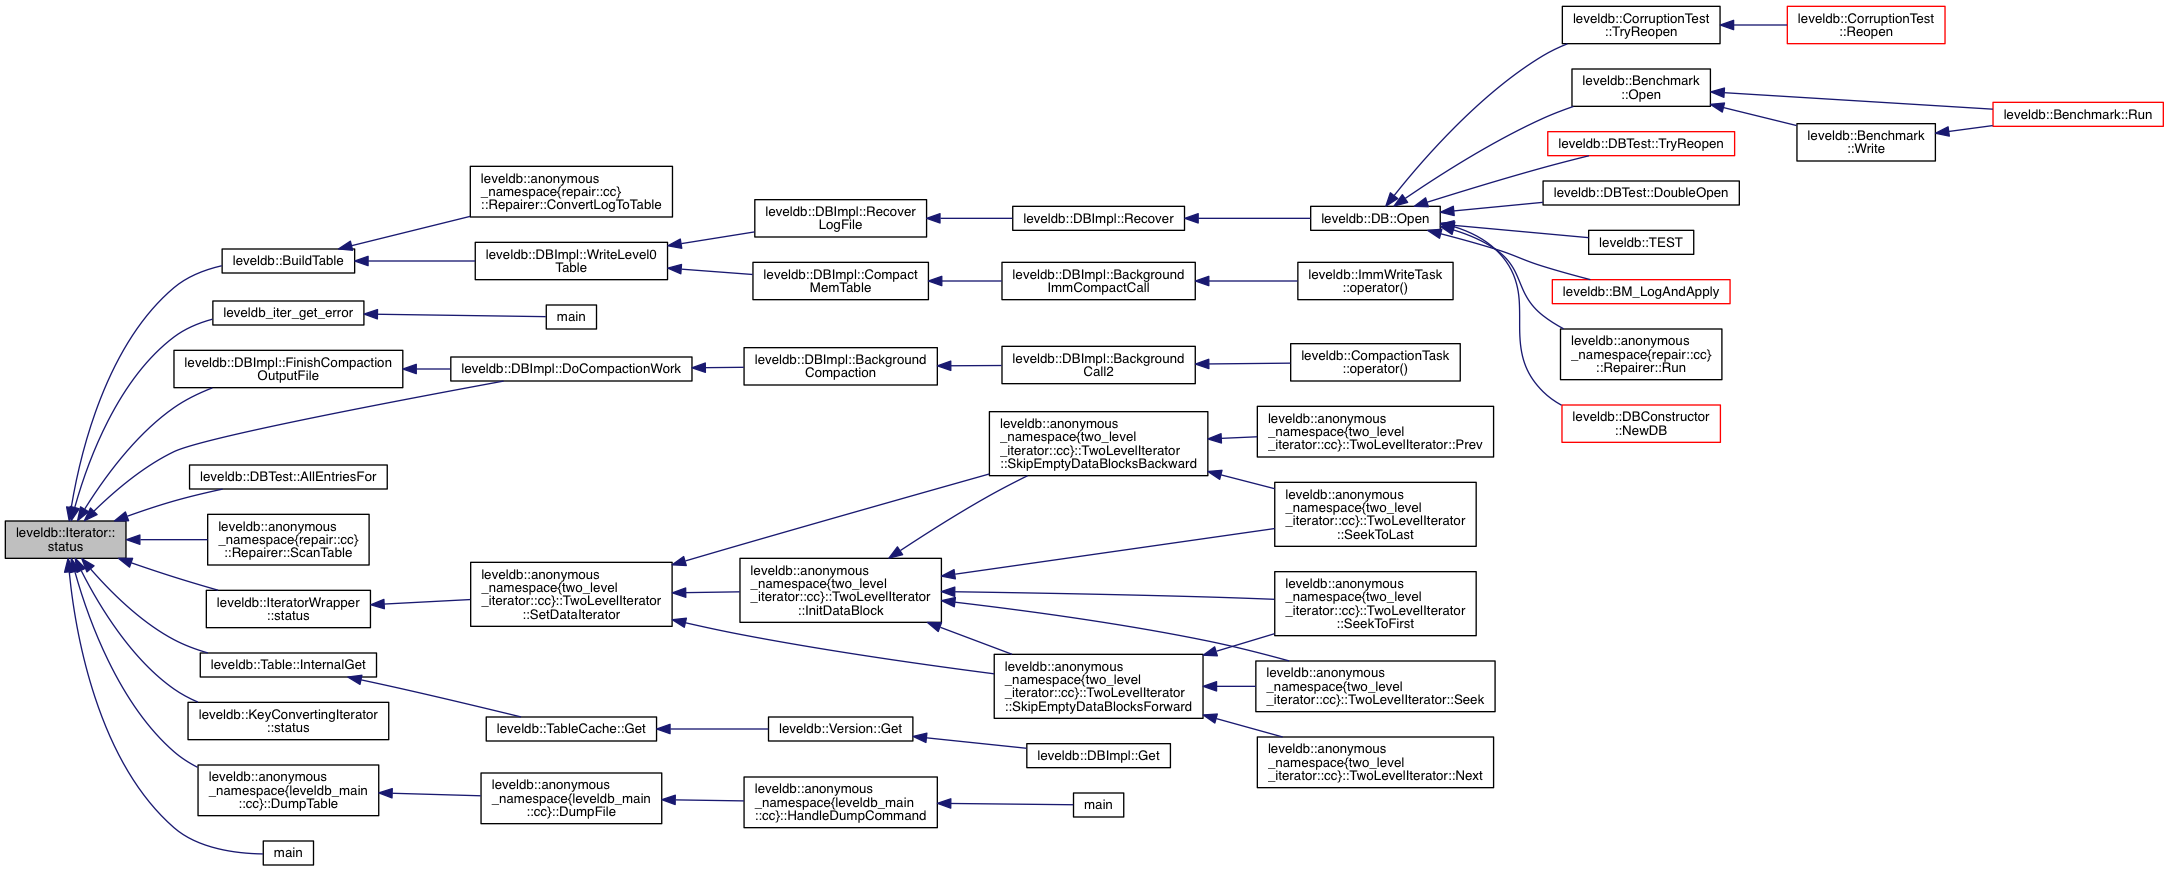 leveldb::Iterator::
status
leveldb::BuildTable
leveldb::anonymous
_namespace{repair::cc}
::Repairer::ConvertLogToTable
leveldb::DBImpl::WriteLevel0
Table
leveldb::DBImpl::Recover
LogFile
leveldb::DBImpl::Recover
leveldb::DB::Open
leveldb::CorruptionTest
::TryReopen
leveldb::CorruptionTest
::Reopen
leveldb::Benchmark
::Open
leveldb::Benchmark::Run
leveldb::Benchmark
::Write
leveldb::DBTest::TryReopen
leveldb::DBTest::DoubleOpen
leveldb::TEST
leveldb::BM_LogAndApply
leveldb::anonymous
_namespace{repair::cc}
::Repairer::Run
leveldb::DBConstructor
::NewDB
leveldb::DBImpl::Compact
MemTable
leveldb::DBImpl::Background
ImmCompactCall
leveldb::ImmWriteTask
::operator()
leveldb_iter_get_error
main
leveldb::DBImpl::FinishCompaction
OutputFile
leveldb::DBImpl::DoCompactionWork
leveldb::DBImpl::Background
Compaction
leveldb::DBImpl::Background
Call2
leveldb::CompactionTask
::operator()
leveldb::DBTest::AllEntriesFor
leveldb::anonymous
_namespace{repair::cc}
::Repairer::ScanTable
leveldb::IteratorWrapper
::status
leveldb::anonymous
_namespace{two_level
_iterator::cc}::TwoLevelIterator
::SetDataIterator
leveldb::anonymous
_namespace{two_level
_iterator::cc}::TwoLevelIterator
::InitDataBlock
leveldb::anonymous
_namespace{two_level
_iterator::cc}::TwoLevelIterator
::SkipEmptyDataBlocksBackward
leveldb::anonymous
_namespace{two_level
_iterator::cc}::TwoLevelIterator::Prev
leveldb::anonymous
_namespace{two_level
_iterator::cc}::TwoLevelIterator
::SeekToLast
leveldb::anonymous
_namespace{two_level
_iterator::cc}::TwoLevelIterator
::SeekToFirst
leveldb::anonymous
_namespace{two_level
_iterator::cc}::TwoLevelIterator
::SkipEmptyDataBlocksForward
leveldb::anonymous
_namespace{two_level
_iterator::cc}::TwoLevelIterator::Seek
leveldb::anonymous
_namespace{two_level
_iterator::cc}::TwoLevelIterator::Next
leveldb::Table::InternalGet
leveldb::TableCache::Get
leveldb::Version::Get
leveldb::DBImpl::Get
leveldb::KeyConvertingIterator
::status
leveldb::anonymous
_namespace{leveldb_main
::cc}::DumpTable
leveldb::anonymous
_namespace{leveldb_main
::cc}::DumpFile
leveldb::anonymous
_namespace{leveldb_main
::cc}::HandleDumpCommand
main
main